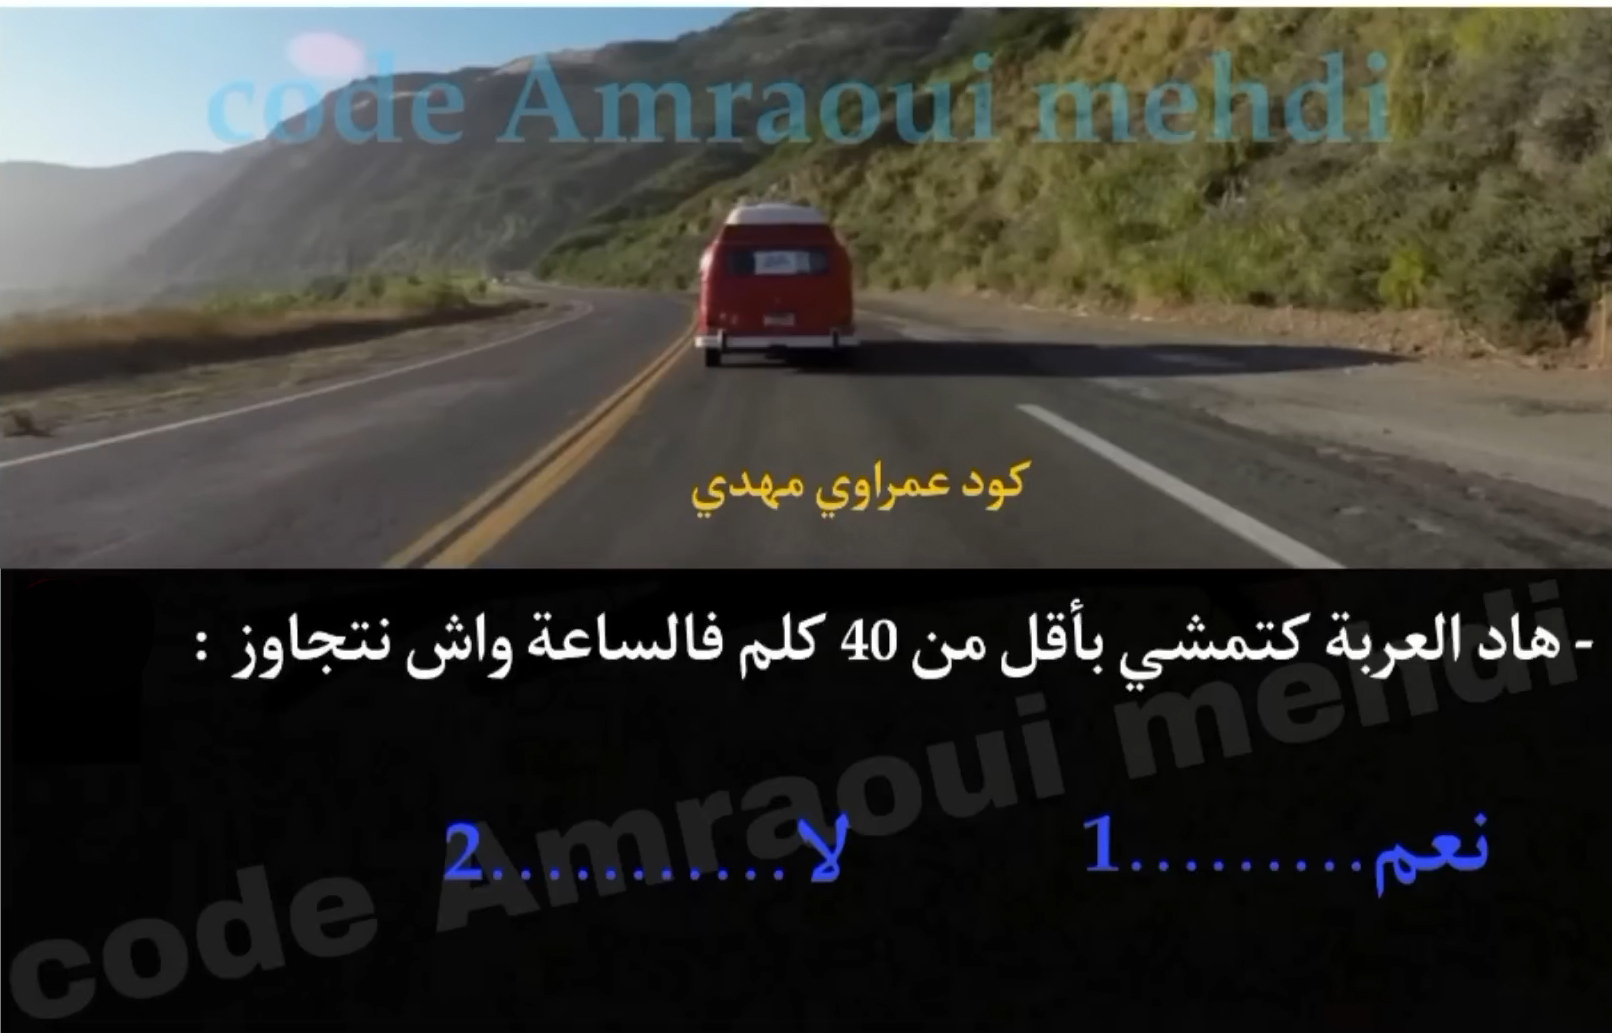 code Amraoui mehdi
كود عمراوي مهدي
- هاد العربة كتمشي بأقل من 40 كلم فالساعة واش نتجاوز :
نعم.........1 لا............2
code Amraoui mehdi